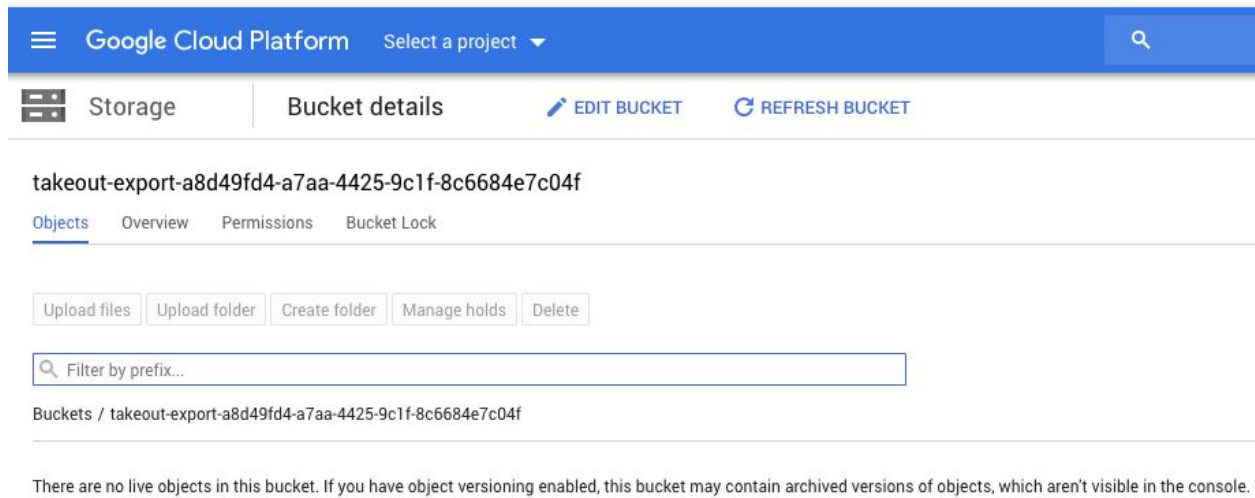 Google Cloud Platform Select a project
Storage Bucket details EDIT BUCKET REFRESH BUCKET
takeout-export-a8d49fd4-a7aa-4425-9c1f-8c6684e7c04f
Objects Overview Permissions Bucket Lock
Upload files Upload folder Create folder Manage holds Delete
Filter by prefix...
Buckets / takeout-export-a8d49fd4-a7aa-4425-9c1f-8c6684e7c04f
There are no live objects in this bucket. If you have object versioning enabled, this bucket may contain archived versions of objects, which aren't visible in the console.